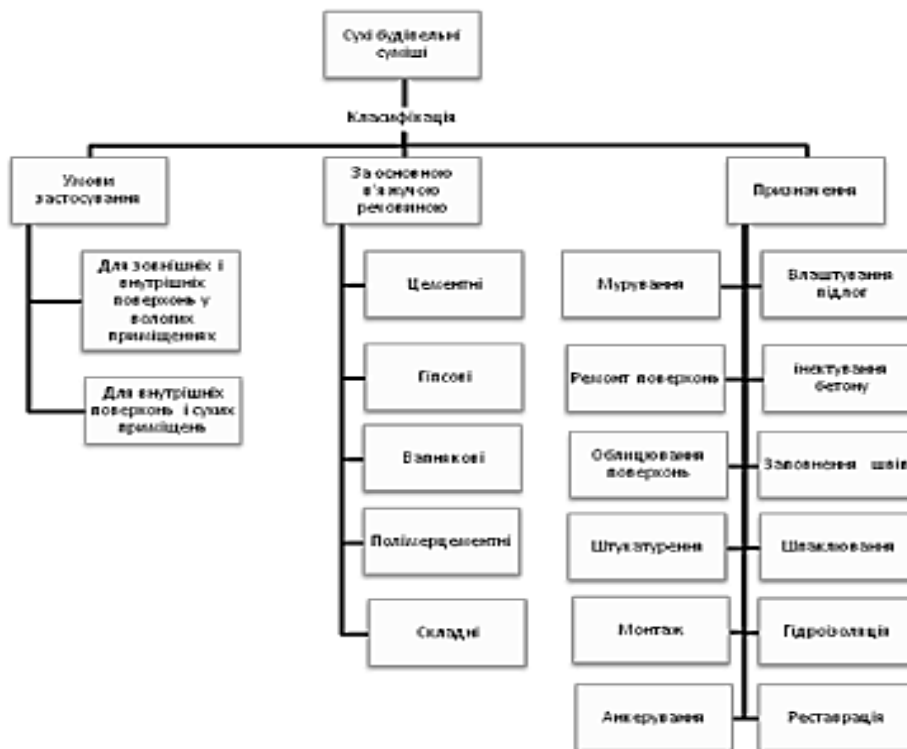 Сухі будівельні
суміші
Класифікація
Умови
застосування
Для зовнішніх і
внутрішніх
поверхонь у
вологих
приміщеннях
Для внутрішніх
поверхонь і сухих
приміщень
За основною
в'яжучою
речовиною
Цементні
Гіпсові
Вапнякові
Полімерцементні
Складні
Призначення
Мурування
Влаштування
підлог
Ремонт поверхонь
інєктування
бетону
Облицювання
поверхонь
Заповнення швів
Штукатурення
Шпаклювання
Монтаж
Гідроізоляція
Анкерування
Реставрація